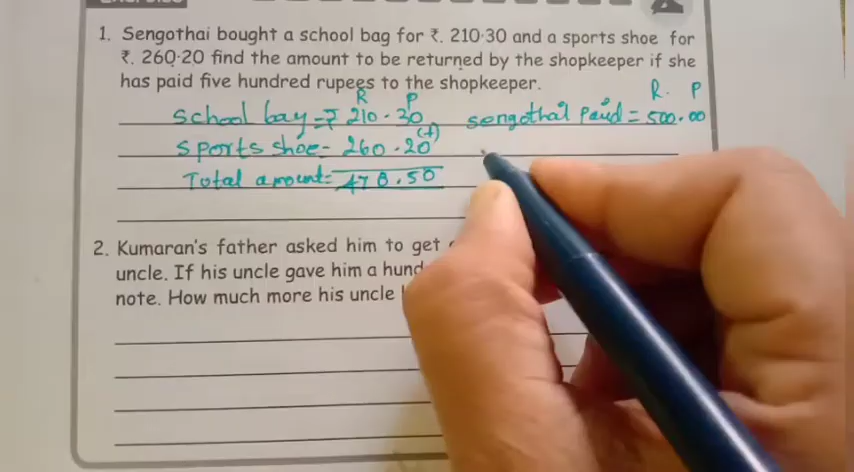 1. Sengothai bought a school bag for ₹. 210·30 and a sports shoe for
₹. 260·20 find the amount to be returned by the shopkeeper if she
has paid five hundred rupees to the shopkeeper.
R P
School bag = ₹ 210.30
Sports shoe = 260.20 (+)
Total amount = 470.50
R. P
Sengothai Paid = 500.00
2. Kumaran's father asked him to get
uncle. If his uncle gave him a hund
note. How much more his uncle